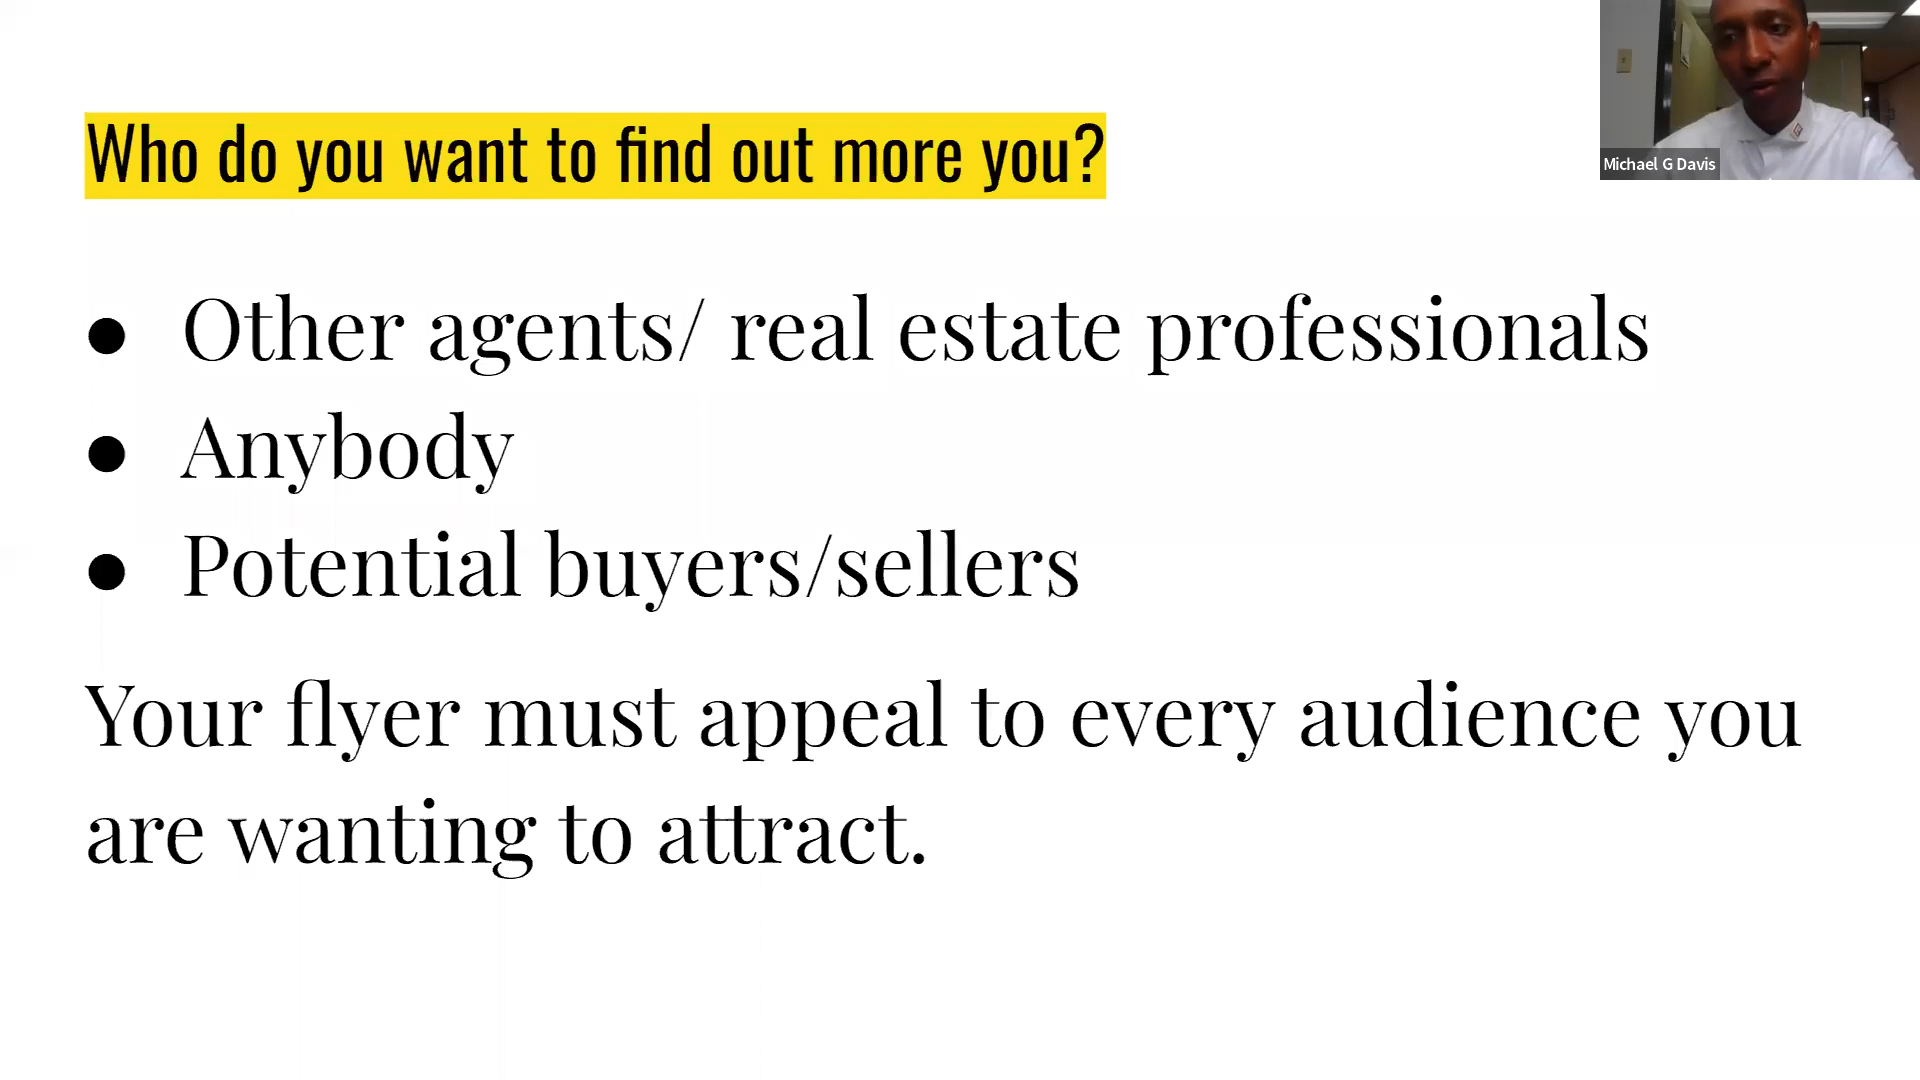 Who do you want to find out more you?
Michael G Davis
● Other agents/ real estate professionals
● Anybody
● Potential buyers/sellers
Your flyer must appeal to every audience you
are wanting to attract.